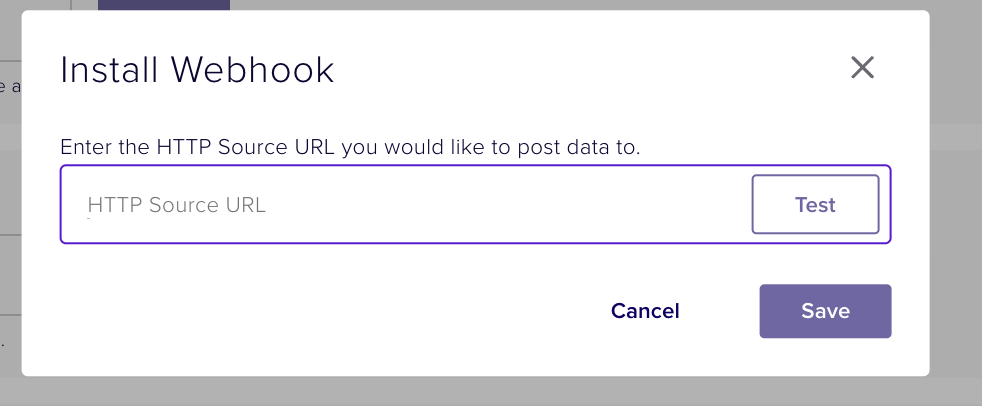 Install Webhook
e a
Enter the HTTP Source URL you would like to post data to.
HTTP Source URL
Test
Cancel
Save
.